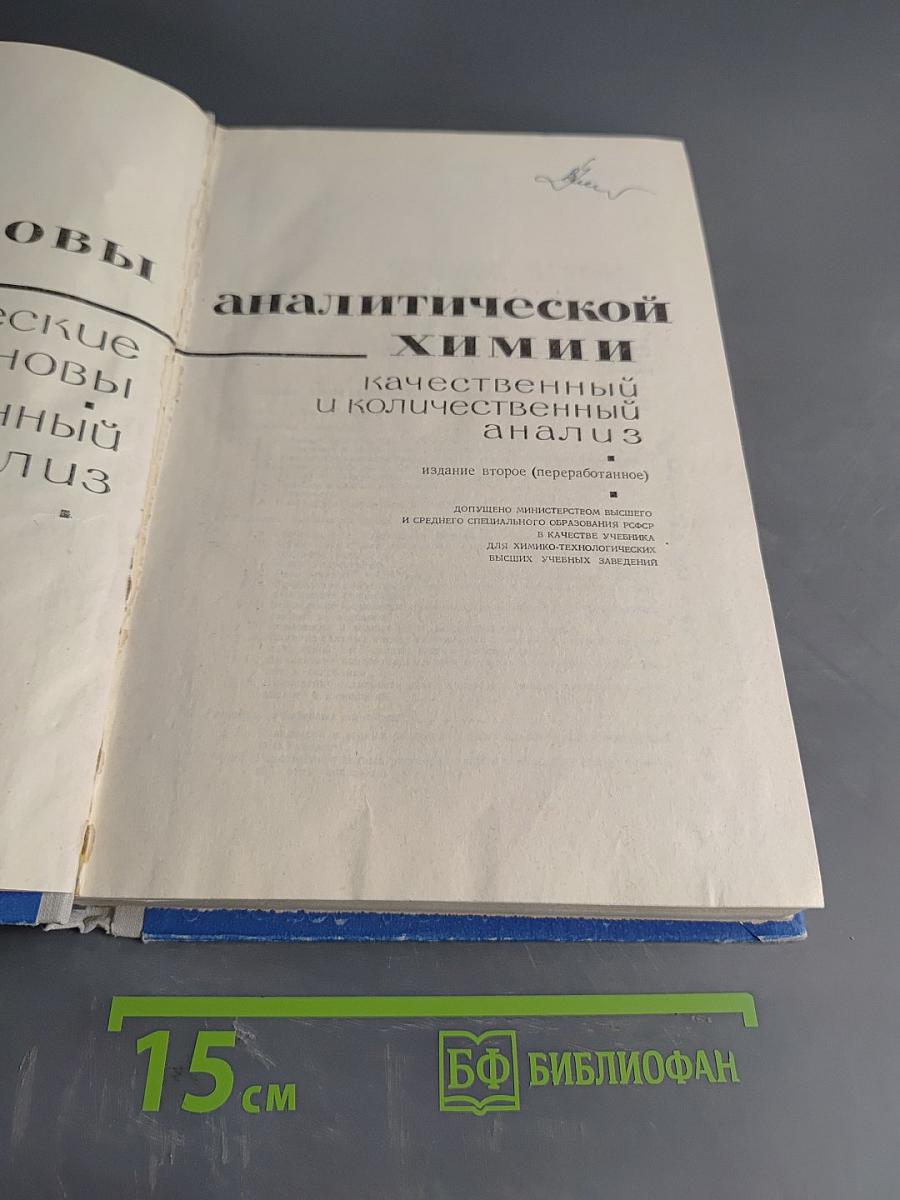 овы
еские
новы
нный
лиз
аналитической
химии
качественный
и количественный
анализ
издание второе (переработанное)
ДОПУЩЕНО МИНИСТЕРСТВОМ ВЫСШЕГО
И СРЕДНЕГО СПЕЦИАЛЬНОГО ОБРАЗОВАНИЯ РСФСР
В КАЧЕСТВЕ УЧЕБНИКА
ДЛЯ ХИМИКО-ТЕХНОЛОГИЧЕСКИХ
ВЫСШИХ УЧЕБНЫХ ЗАВЕДЕНИЙ
15 см
БФ БИБЛИОФАН